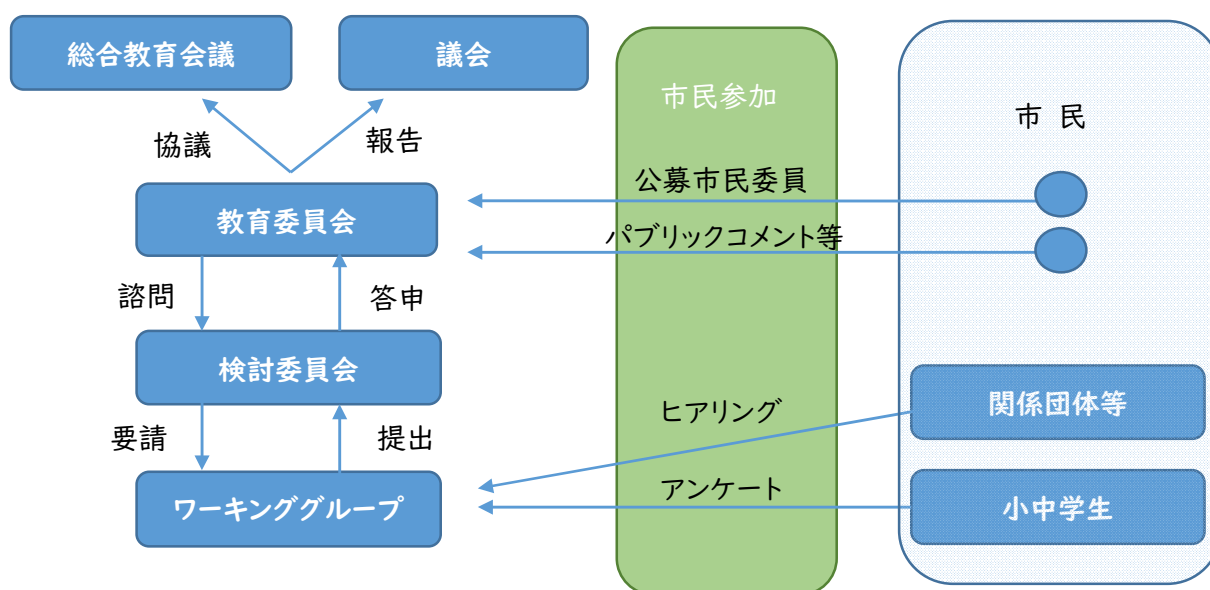 総合教育会議
議会
市民参加
市 民
協議
報告
公募市民委員
教育委員会
パブリックコメント等
諮問
答申
検討委員会
関係団体等
ヒアリング
要請
提出
アンケート
ワーキンググループ
小中学生